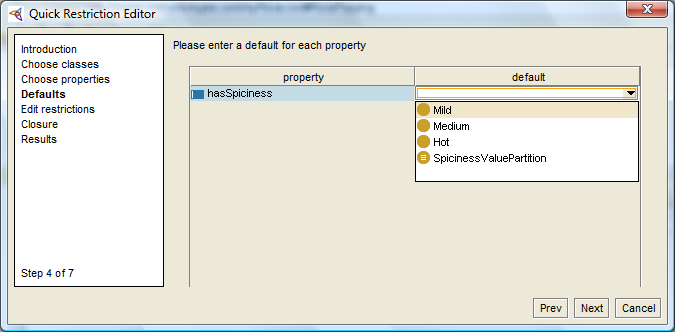 Quick Restriction Editor
Please enter a default for each property
Introduction
Choose classes
Choose properties
Defaults
Edit restrictions
Closure
Results
Step 4 of 7
property default
hasSpiciness
Mild
Medium
Hot
SpicinessValuePartition
Prev Next Cancel